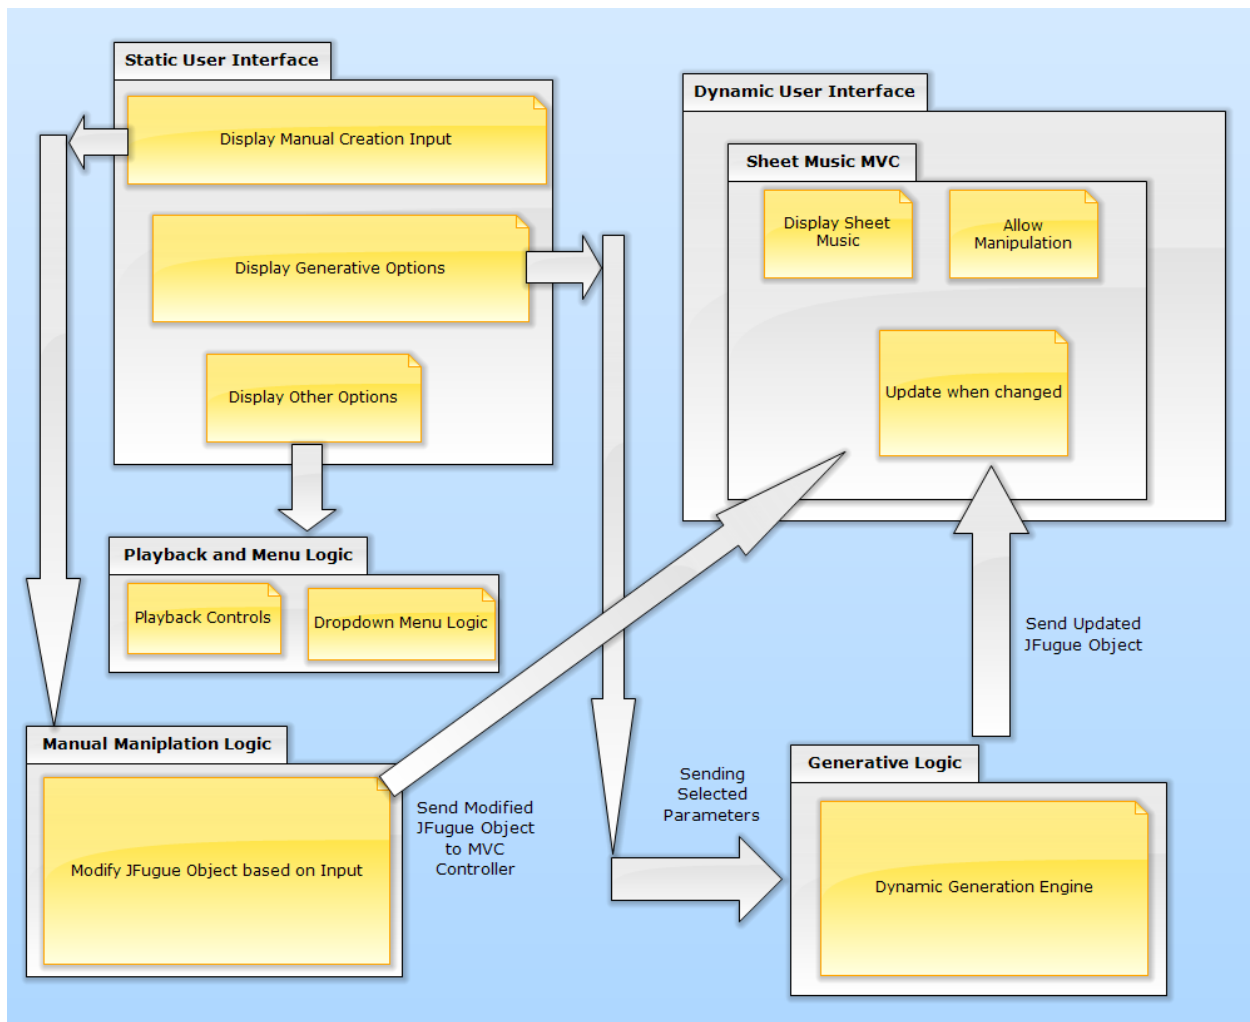 Static User Interface
Display Manual Creation Input
Display Generative Options
Display Other Options
Dynamic User Interface
Sheet Music MVC
Display Sheet
Music
Allow
Manipulation
Update when changed
Playback and Menu Logic
Playback Controls
Dropdown Menu Logic
Send Updated
JFugue Object
Manual Maniplation Logic
Modify JFugue Object based on Input
Send Modified
JFugue Object
to MVC
Controller
Sending
Selected
Parameters
Generative Logic
Dynamic Generation Engine